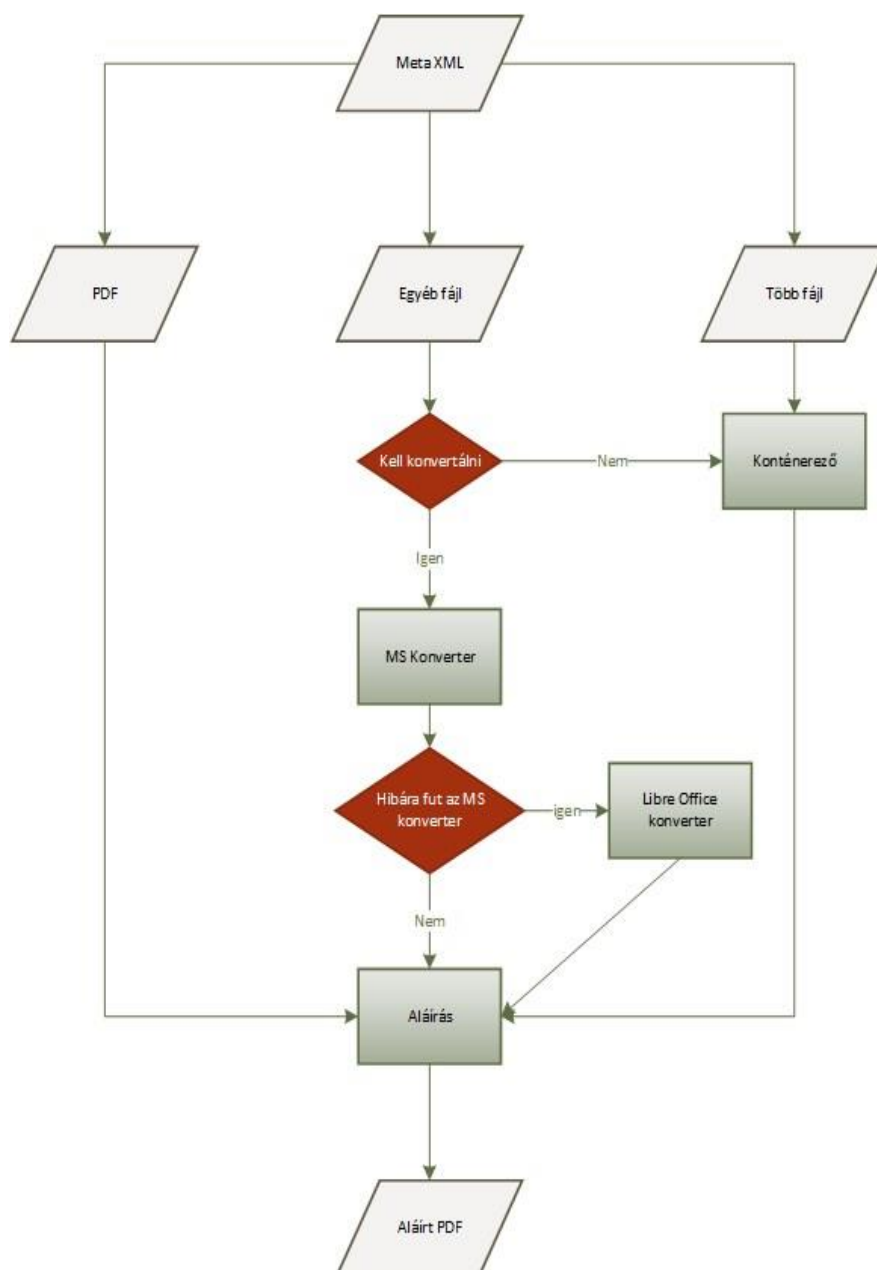 Meta XML
PDF
Egyéb fájl
Több fájl
Kell konvertálni
Nem
Konténerező
Igen
MS Konverter
Hibára fut az MS
konverter
igen
Libre Office
konverter
Nem
Aláírás
Aláírt PDF